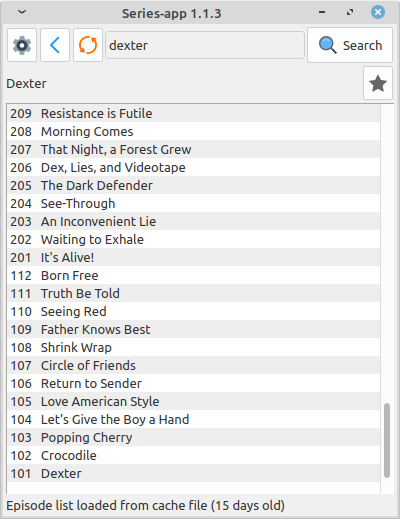 Series-app 1.1.3
dexter
Search
Dexter
209 Resistance is Futile
208 Morning Comes
207 That Night, a Forest Grew
206 Dex, Lies, and Videotape
205 The Dark Defender
204 See-Through
203 An Inconvenient Lie
202 Waiting to Exhale
201 It's Alive!
112 Born Free
111 Truth Be Told
110 Seeing Red
109 Father Knows Best
108 Shrink Wrap
107 Circle of Friends
106 Return to Sender
105 Love American Style
104 Let's Give the Boy a Hand
103 Popping Cherry
102 Crocodile
101 Dexter
Episode list loaded from cache file (15 days old)